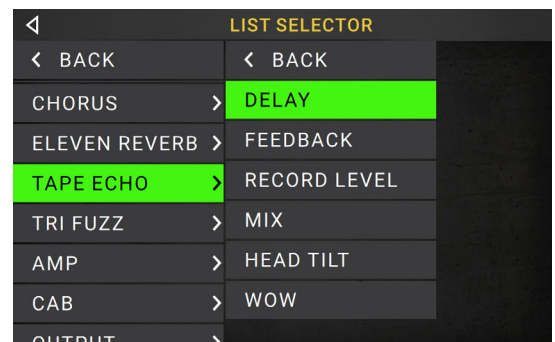 LIST SELECTOR
BACK
CHORUS
ELEVEN REVERB
TAPE ECHO
TRI FUZZ
AMP
CAB
OUTPUT
BACK
DELAY
FEEDBACK
RECORD LEVEL
MIX
HEAD TILT
WOW